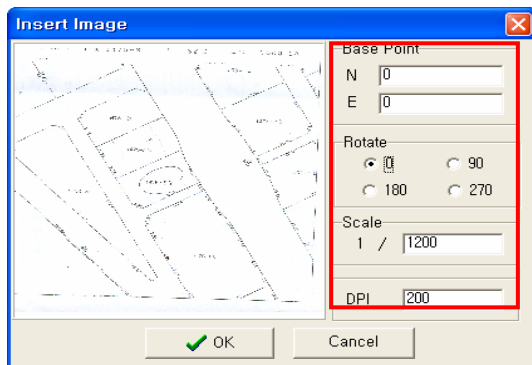 Insert Image
Base Point
N 0
E 0
Rotate
0 90
180 270
Scale
1 / 1200
DPI 200
OK Cancel